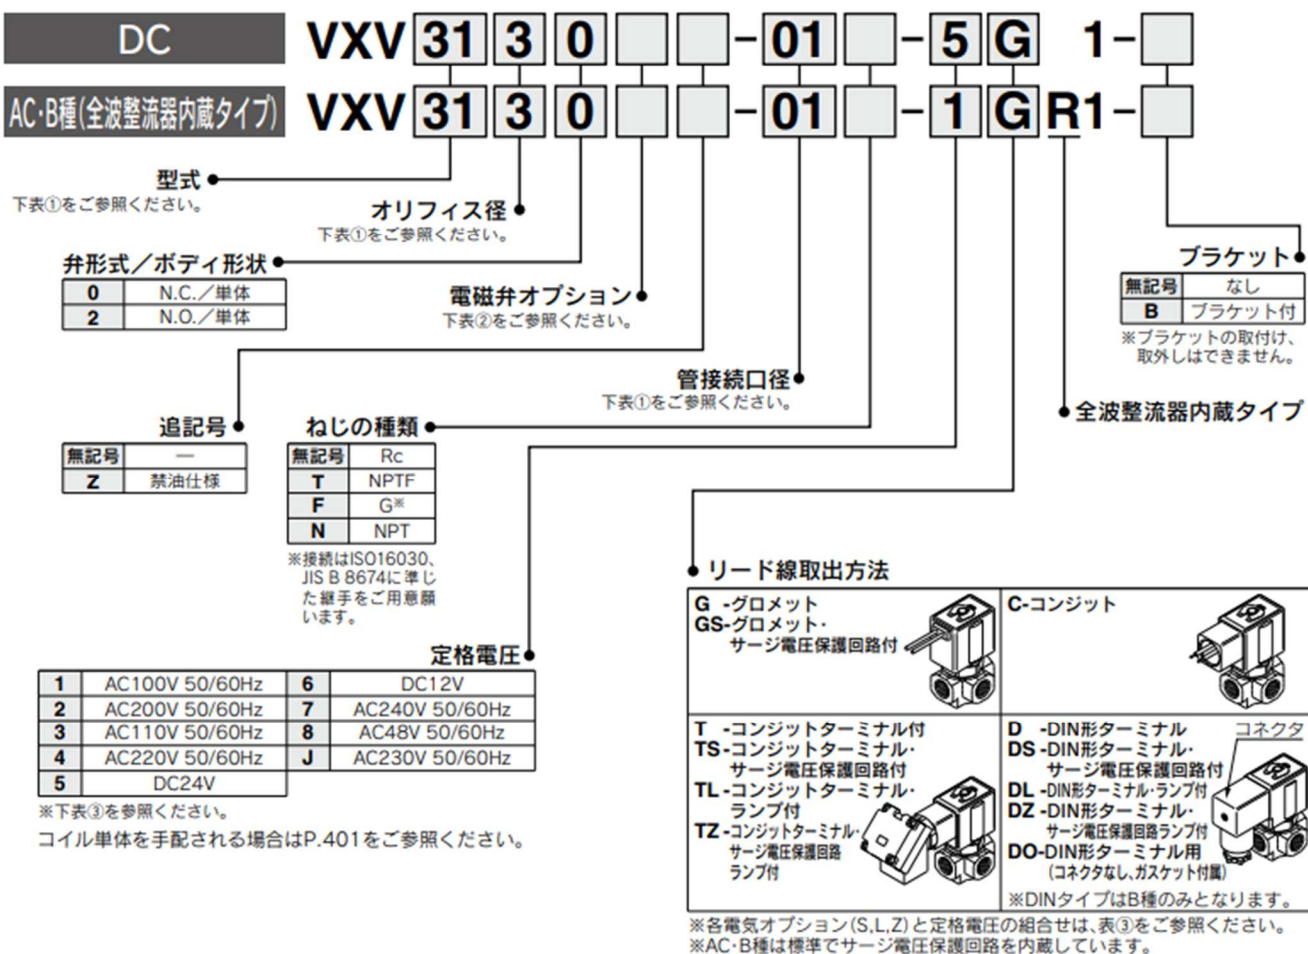 DC VXV 31 3 0 - 01 - 5 G 1 -
AC･B種(全波整流器内蔵タイプ) VXV 31 3 0 - 01 - 1 G R1 -
型式
下表①をご参照ください。
オリフィス径
下表①をご参照ください。
弁形式／ボディ形状
0 N.C.／単体
2 N.O.／単体
電磁弁オプション
下表②をご参照ください。
ブラケット
無記号 なし
B ブラケット付
※ブラケットの取付け、
取外しはできません。
管接続口径
下表①をご参照ください。
全波整流器内蔵タイプ
追記号
無記号 ―
Z 禁油仕様
ねじの種類
無記号 Rc
T NPTF
F G※
N NPT
※接続はISO16030、
JIS B 8674に準じ
た継手をご用意願
います。
定格電圧
1 AC100V 50/60Hz 6 DC12V
2 AC200V 50/60Hz 7 AC240V 50/60Hz
3 AC110V 50/60Hz 8 AC48V 50/60Hz
4 AC220V 50/60Hz J AC230V 50/60Hz
5 DC24V
※下表③を参照ください。
コイル単体を手配される場合はP.401をご参照ください。
リード線取出方法
G -グロメット
GS-グロメット･
サージ電圧保護回路付
C-コンジット
T -コンジットターミナル付
TS-コンジットターミナル･
サージ電圧保護回路付
TL-コンジットターミナル･
ランプ付
TZ-コンジットターミナル･
サージ電圧保護回路
ランプ付
D -DIN形ターミナル
コネクタ
DS-DIN形ターミナル･
サージ電圧保護回路付
DL-DIN形ターミナル･ランプ付
DZ-DIN形ターミナル･
サージ電圧保護回路ランプ付
DO-DIN形ターミナル用
(コネクタなし、ガスケット付属)
※DINタイプはB種のみとなります。
※各電気オプション(S,L,Z)と定格電圧の組合せは、表③をご参照ください。
※AC･B種は標準でサージ電圧保護回路を内蔵しています。